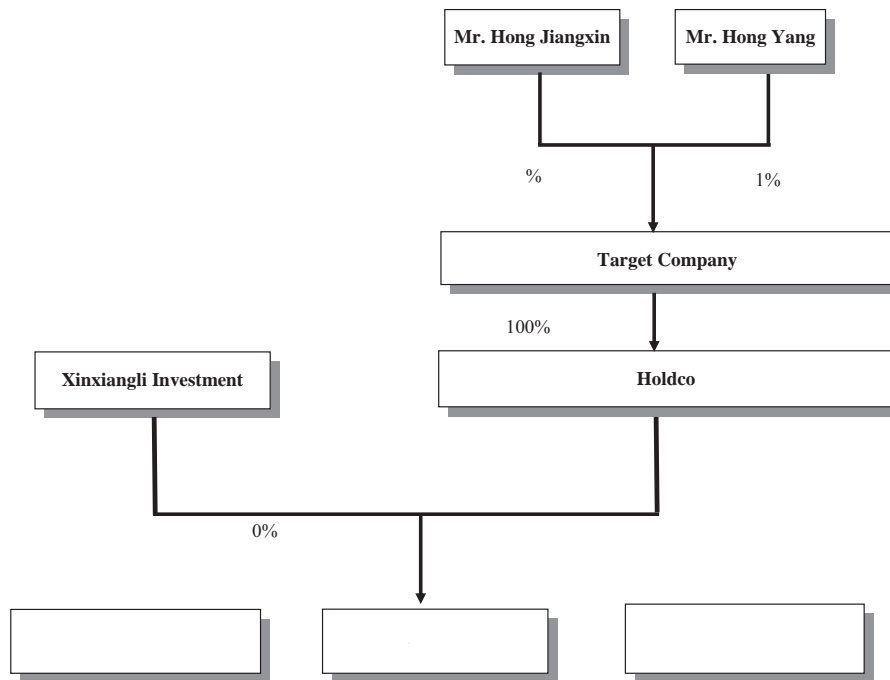 Mr. Hong Jiangxin
Mr. Hong Yang
%
1%
Target Company
100%
Xinxiangli Investment
Holdco
0%